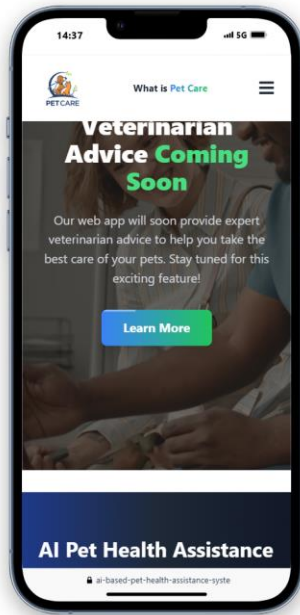 14:37
5G
PETCARE
What is Pet Care
Veterinarian
Advice Coming
Soon
Our web app will soon provide expert
veterinarian advice to help you take the
best care of your pets. Stay tuned for this
exciting feature!
Learn More
AI Pet Health Assistance
ai-based-pet-health-assistance-syste